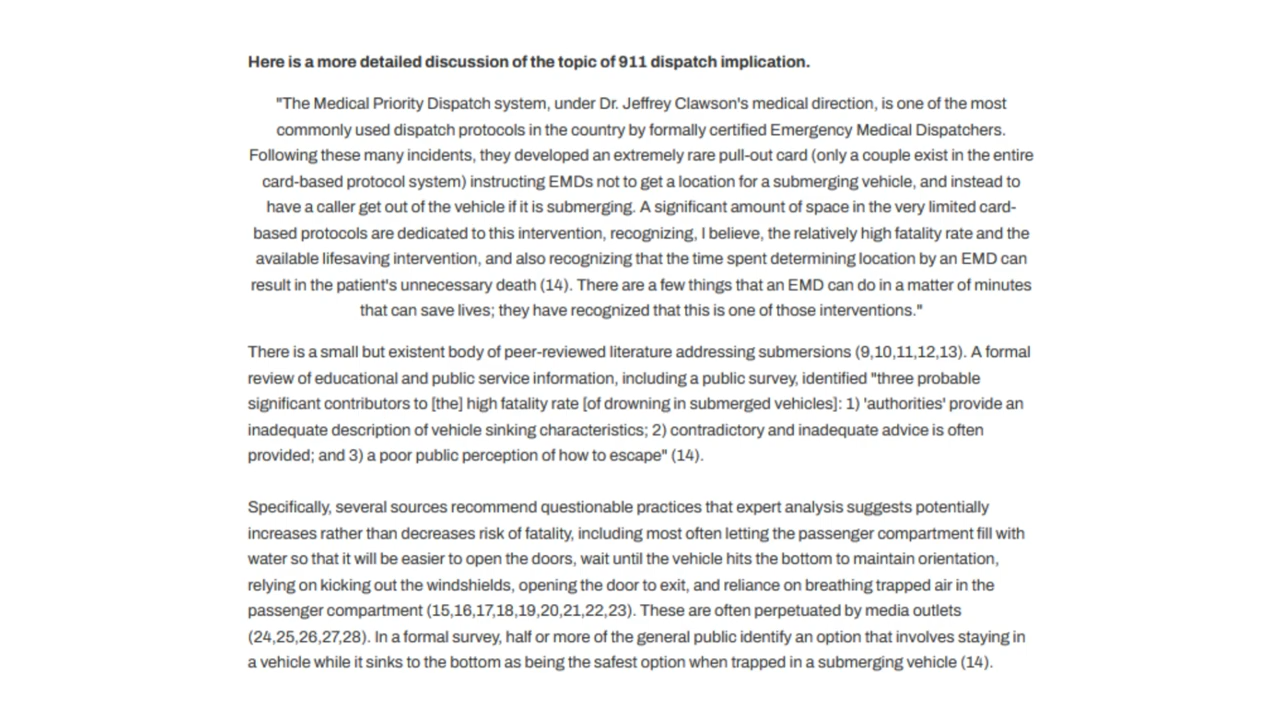 Here is a more detailed discussion of the topic of 911 dispatch implication.
"The Medical Priority Dispatch system, under Dr. Jeffrey Clawson's medical direction, is one of the most
commonly used dispatch protocols in the country by formally certified Emergency Medical Dispatchers.
Following these many incidents, they developed an extremely rare pull-out card (only a couple exist in the entire
card-based protocol system) instructing EMDs not to get a location for a submerging vehicle, and instead to
have a caller get out of the vehicle if it is submerging. A significant amount of space in the very limited card-
based protocols are dedicated to this intervention, recognizing, I believe, the relatively high fatality rate and the
available lifesaving intervention, and also recognizing that the time spent determining location by an EMD can
result in the patient's unnecessary death (14). There are a few things that an EMD can do in a matter of minutes
that can save lives; they have recognized that this is one of those interventions."
There is a small but existent body of peer-reviewed literature addressing submersions (9,10,11,12,13). A formal
review of educational and public service information, including a public survey, identified "three probable
significant contributors to [the] high fatality rate [of drowning in submerged vehicles]: 1) 'authorities' provide an
inadequate description of vehicle sinking characteristics; 2) contradictory and inadequate advice is often
provided; and 3) a poor public perception of how to escape" (14).
Specifically, several sources recommend questionable practices that expert analysis suggests potentially
increases rather than decreases risk of fatality, including most often letting the passenger compartment fill with
water so that it will be easier to open the doors, wait until the vehicle hits the bottom to maintain orientation,
relying on kicking out the windshields, opening the door to exit, and reliance on breathing trapped air in the
passenger compartment (15,16,17,18,19,20,21,22,23). These are often perpetuated by media outlets
(24,25,26,27,28). In a formal survey, half or more of the general public identify an option that involves staying in
a vehicle while it sinks to the bottom as being the safest option when trapped in a submerging vehicle (14).